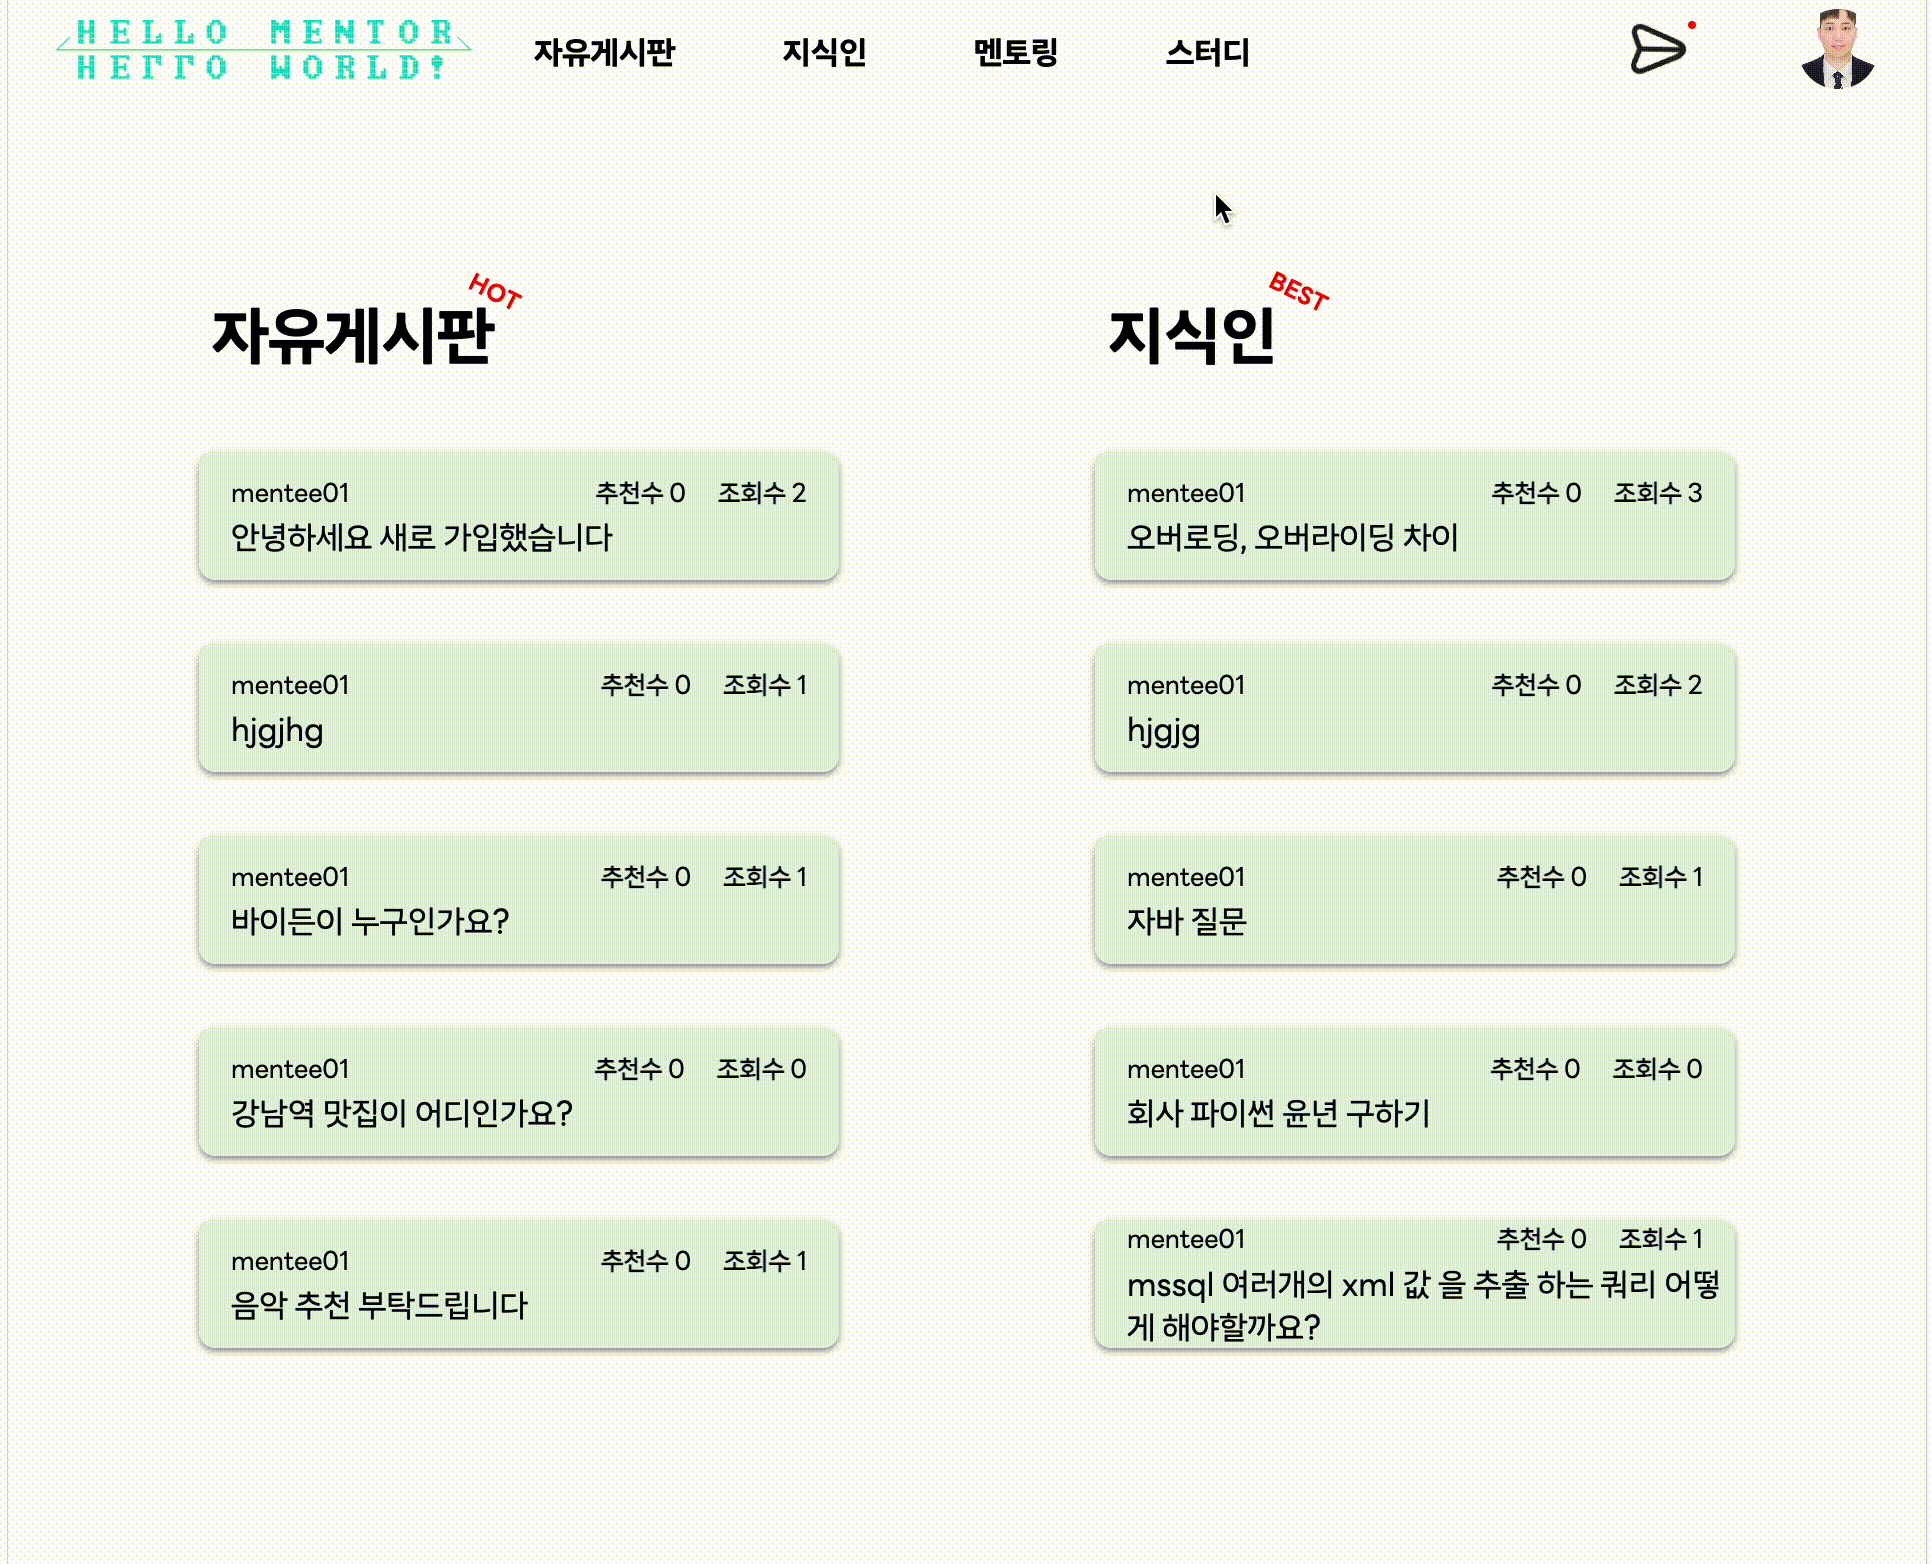 HELLO MENTOR
HELLO WORLD!
자유게시판 지식인 멘토링 스터디
HOT
자유게시판
mentee01 추천수 0 조회수 2
안녕하세요 새로 가입했습니다
mentee01 추천수 0 조회수 1
hjgjhg
mentee01 추천수 0 조회수 1
바이든이 누구인가요?
mentee01 추천수 0 조회수 0
강남역 맛집이 어디인가요?
mentee01 추천수 0 조회수 1
음악 추천 부탁드립니다
BEST
지식인
mentee01 추천수 0 조회수 3
오버로딩, 오버라이딩 차이
mentee01 추천수 0 조회수 2
hjgjg
mentee01 추천수 0 조회수 1
자바 질문
mentee01 추천수 0 조회수 0
회사 파이썬 윤년 구하기
mentee01 추천수 0 조회수 1
mssql 여러개의 xml 값 을 추출 하는 쿼리 어떻
게 해야할까요?